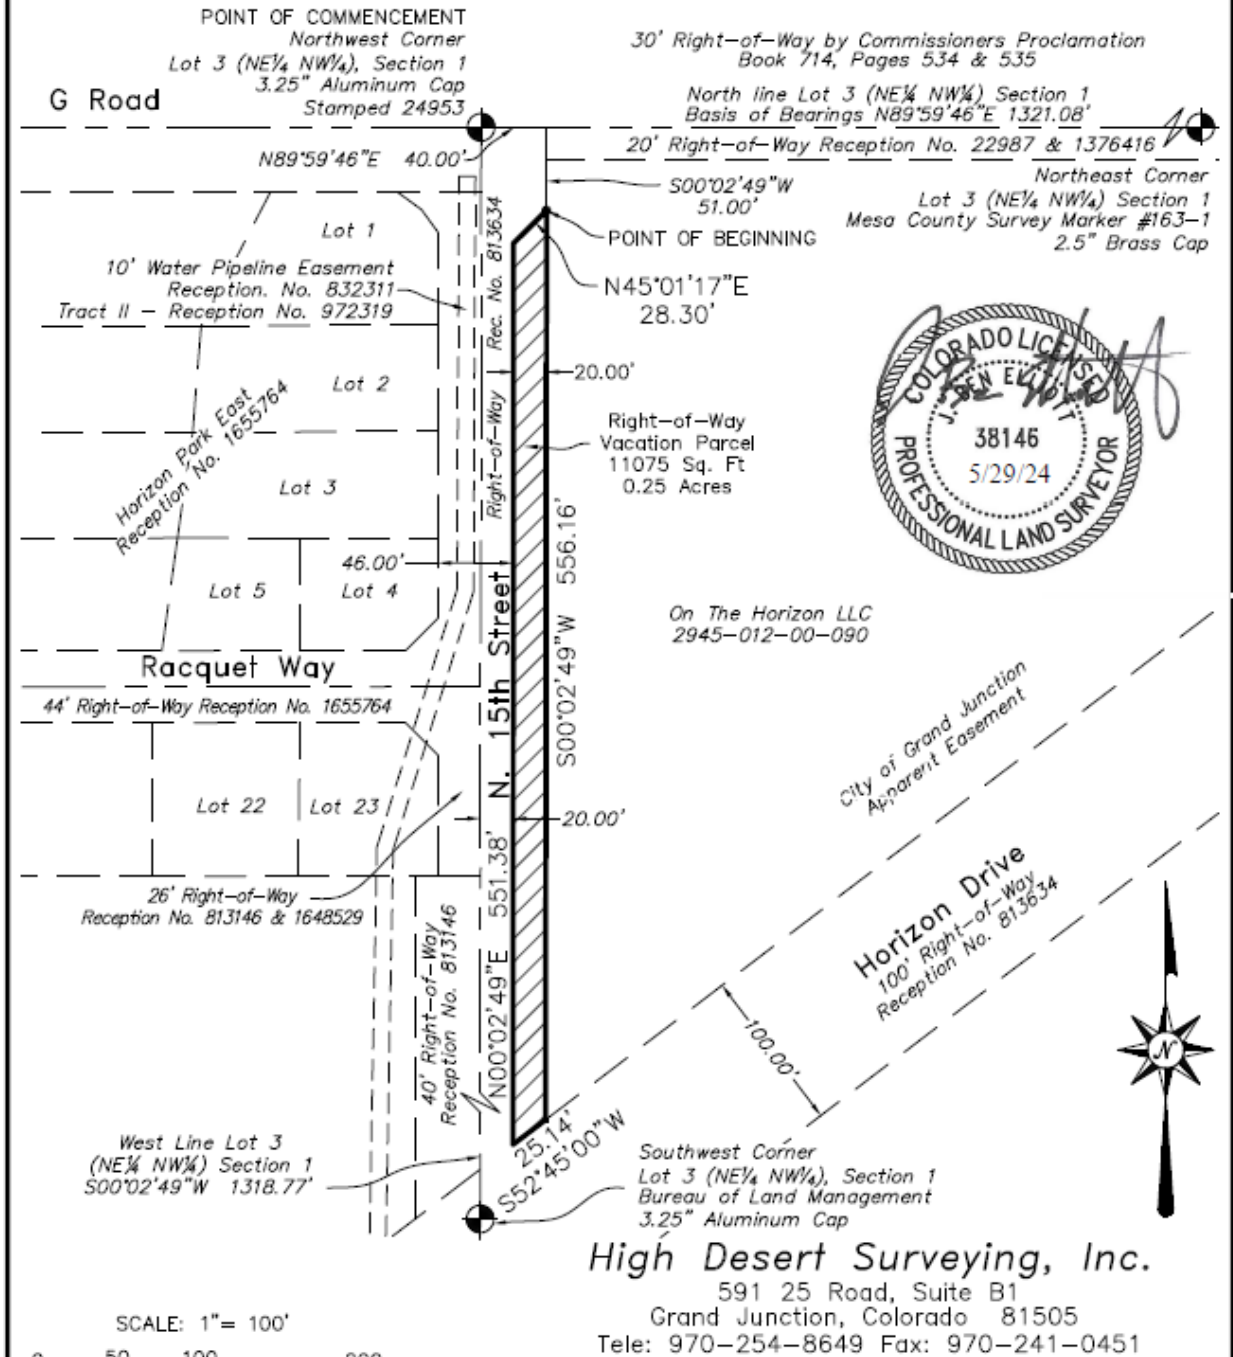 POINT OF COMMENCEMENT
Northwest Corner
Lot 3 (NE¼ NW¼), Section 1
3.25" Aluminum Cap
Stamped 24953
G Road
30' Right-of-Way by Commissioners Proclamation
Book 714, Pages 534 & 535
North line Lot 3 (NE¼ NW¼) Section 1
Basis of Bearings N89°59'46"E 1321.08'
20' Right-of-Way Reception No. 22987 & 1376416
N89°59'46"E 40.00'
S00°02'49"W
51.00'
Northeast Corner
Lot 3 (NE¼ NW¼) Section 1
Mesa County Survey Marker #163-1
2.5" Brass Cap
POINT OF BEGINNING
N45°01'17"E
28.30'
Lot 1
10' Water Pipeline Easement
Reception. No. 832311
Tract II - Reception No. 972319
Right-of-Way Rec. No. 813634
20.00'
Lot 2
Horizon Park East
Reception No. 1655764
Lot 3
Right-of-Way
Vacation Parcel
11075 Sq. Ft
0.25 Acres
COLORADO LICENSED
J. BEN ELLIOTT
38146
5/29/24
PROFESSIONAL LAND SURVEYOR
46.00'
Lot 5
Lot 4
N. 15th Street
S00°02'49"W 556.16'
On The Horizon LLC
2945-012-00-090
Racquet Way
44' Right-of-Way Reception No. 1655764
Lot 22
Lot 23
20.00'
City of Grand Junction
Apparent Easement
26' Right-of-Way
Reception No. 813146 & 1648529
N00°02'49"E 551.38'
40' Right-of-Way
Reception No. 813146
Horizon Drive
100' Right-of-Way
Reception No. 813634
100.00'
N
25.14'
S52°45'00"W
West Line Lot 3
(NE¼ NW¼) Section 1
S00°02'49"W 1318.77'
Southwest Corner
Lot 3 (NE¼ NW¼), Section 1
Bureau of Land Management
3.25" Aluminum Cap
High Desert Surveying, Inc.
591 25 Road, Suite B1
Grand Junction, Colorado 81505
Tele: 970-254-8649 Fax: 970-241-0451
SCALE: 1"= 100'